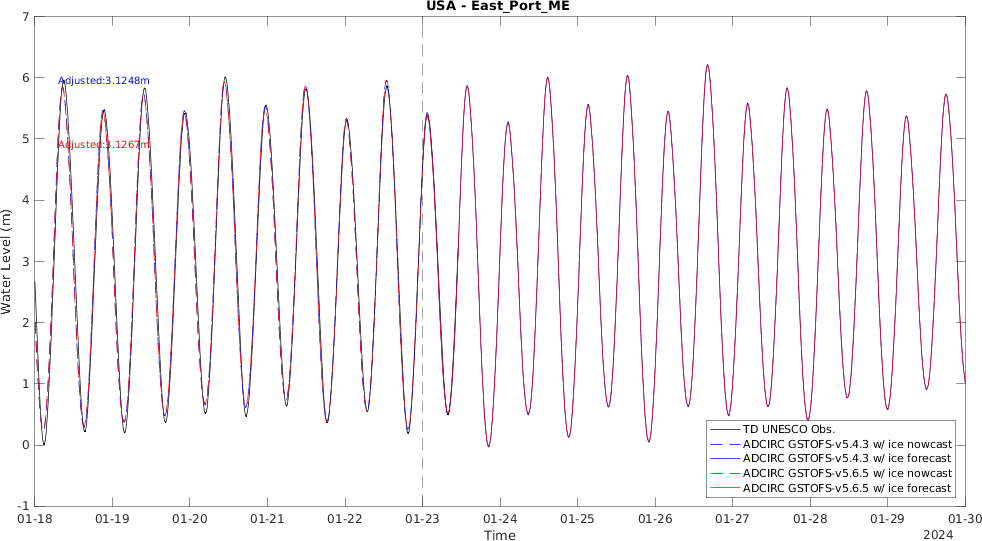 USA - East_Port_ME
7
6
5
4
3
2
1
0
-1
Water Level (m)
Adjusted:3.1248m
Adjusted:3.1267m
TD UNESCO Obs.
ADCIRC GSTOFS-v5.4.3 w/ ice nowcast
ADCIRC GSTOFS-v5.4.3 w/ ice forecast
ADCIRC GSTOFS-v5.6.5 w/ ice nowcast
ADCIRC GSTOFS-v5.6.5 w/ ice forecast
01-18 01-19 01-20 01-21 01-22 01-23 01-24 01-25 01-26 01-27 01-28 01-29 01-30
Time
2024